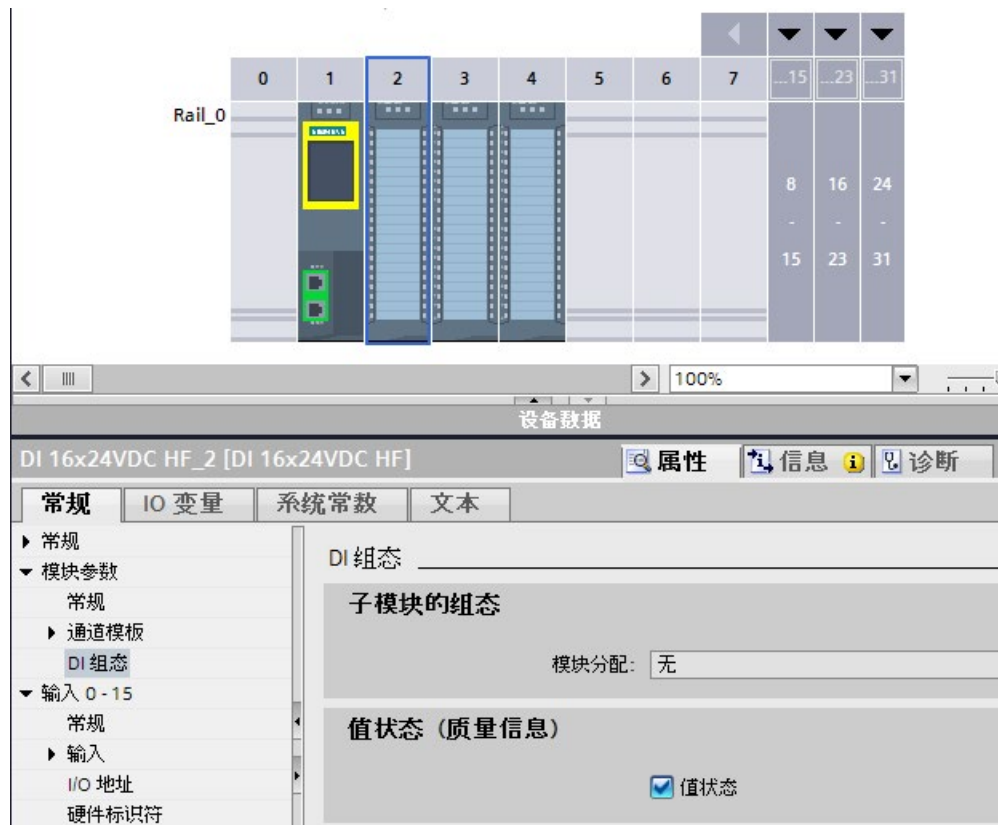 0 1 2 3 4 5 6 7 ...15 ...23 ...31
Rail_0
SIEMENS
8 16 24
- - -
15 23 31
100%
设备数据
DI 16x24VDC HF_2 [DI 16x24VDC HF]
属性 信息 诊断
常规 IO 变量 系统常数 文本
常规
模块参数
常规
通道模板
DI 组态
输入 0 - 15
常规
输入
I/O 地址
硬件标识符
DI 组态
子模块的组态
模块分配: 无
值状态（质量信息）
值状态